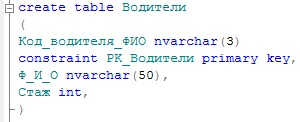 create table Водители
(
Код_водителя_ФИО nvarchar(3)
constraint PK_Водители primary key,
Ф_И_О nvarchar(50),
Стаж int,
)